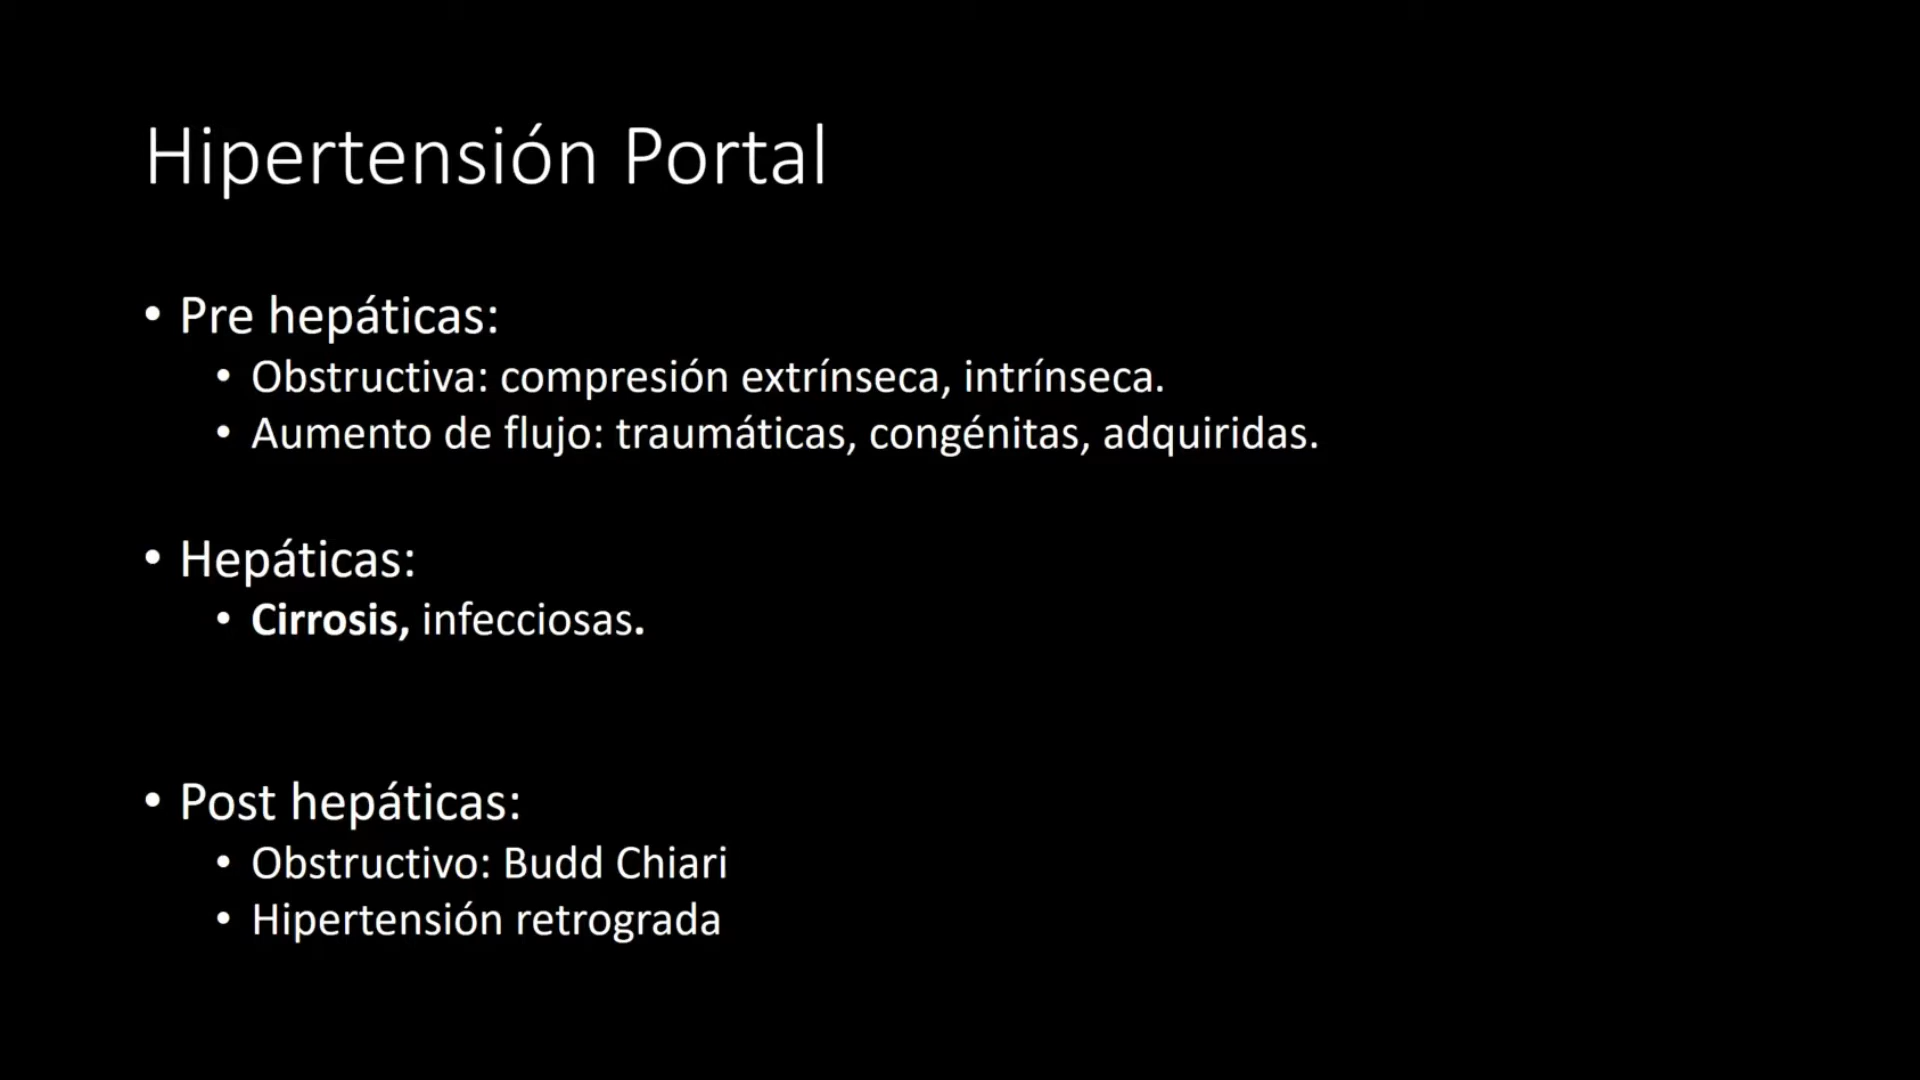 Hipertensión Portal
• Pre hepáticas:
• Obstructiva: compresión extrínseca, intrínseca.
• Aumento de flujo: traumáticas, congénitas, adquiridas.
• Hepáticas:
• Cirrosis, infecciosas.
• Post hepáticas:
• Obstructivo: Budd Chiari
• Hipertensión retrograda